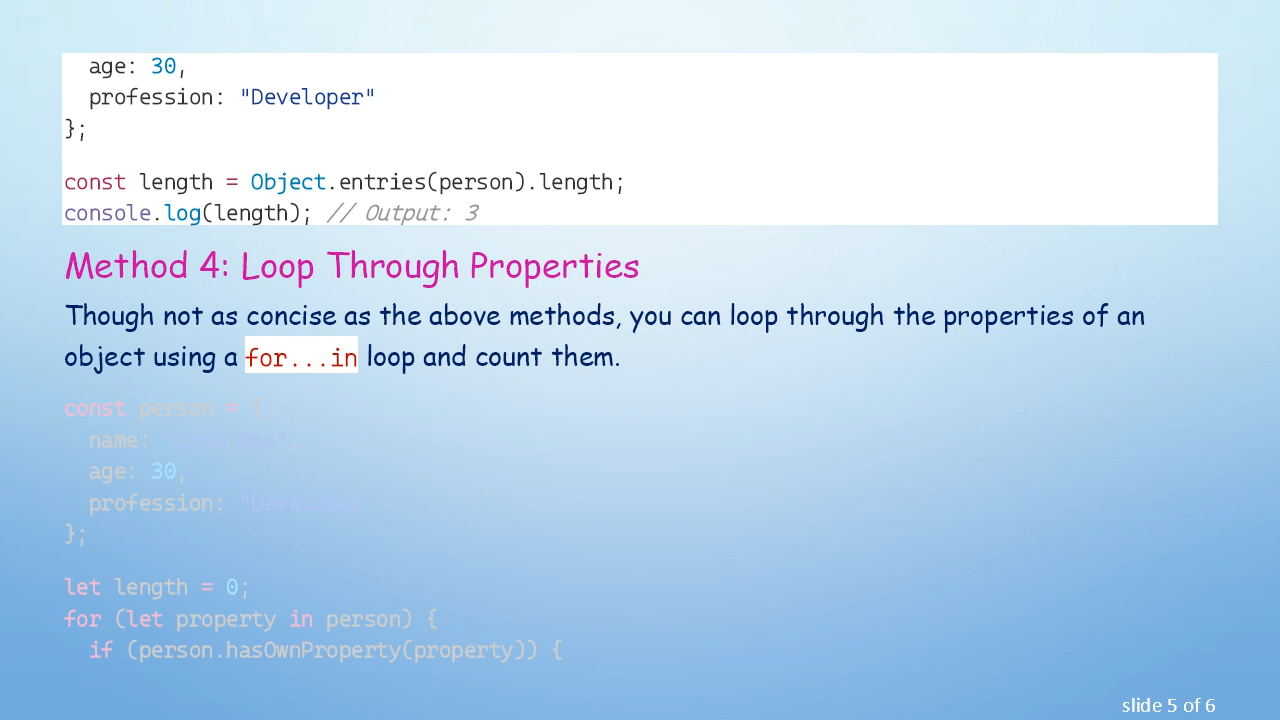 age: 30,
profession: "Developer"
};
const length = Object.entries(person).length;
console.log(length); // Output: 3
Method 4: Loop Through Properties
Though not as concise as the above methods, you can loop through the properties of an
object using a for...in loop and count them.
const person = {
name: "John Doe",
age: 30,
profession: "Developer"
};
let length = 0;
for (let property in person) {
if (person.hasOwnProperty(property)) {
slide 5 of 6